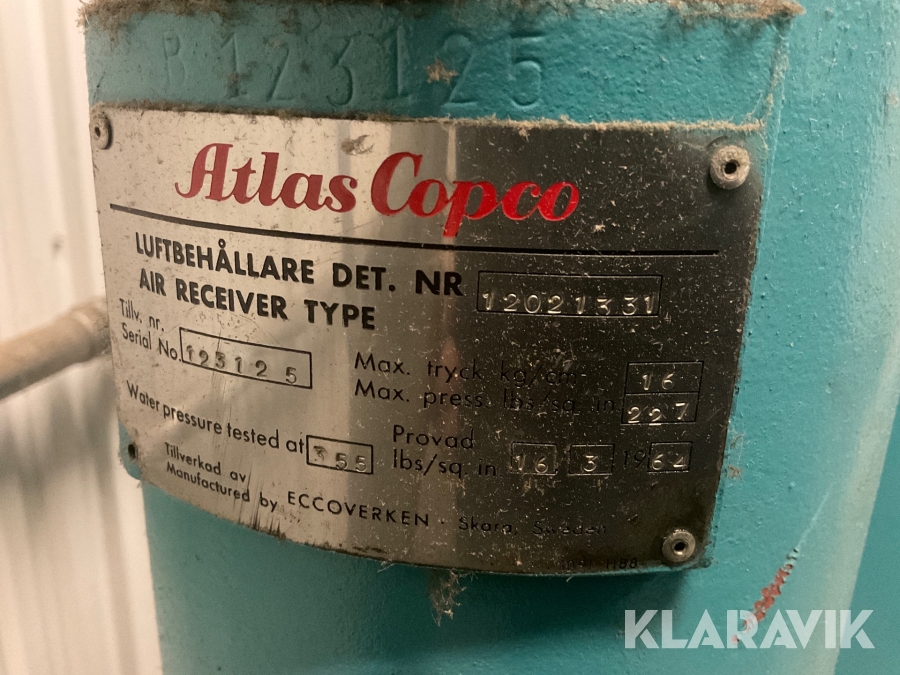 B 123125
Atlas Copco
LUFTBEHÅLLARE DET. NR
AIR RECEIVER TYPE
12021331
Tillv. nr.
Serial No. 123125
Max. tryck kg/cm² 16
Max. press. lbs/sq. in 227
Water pressure tested at 355
Provad
lbs/sq. in 16 3 1962
Tillverkad av
Manufactured by ECCOVERKEN - Skara, Sweden
KLARAVIK